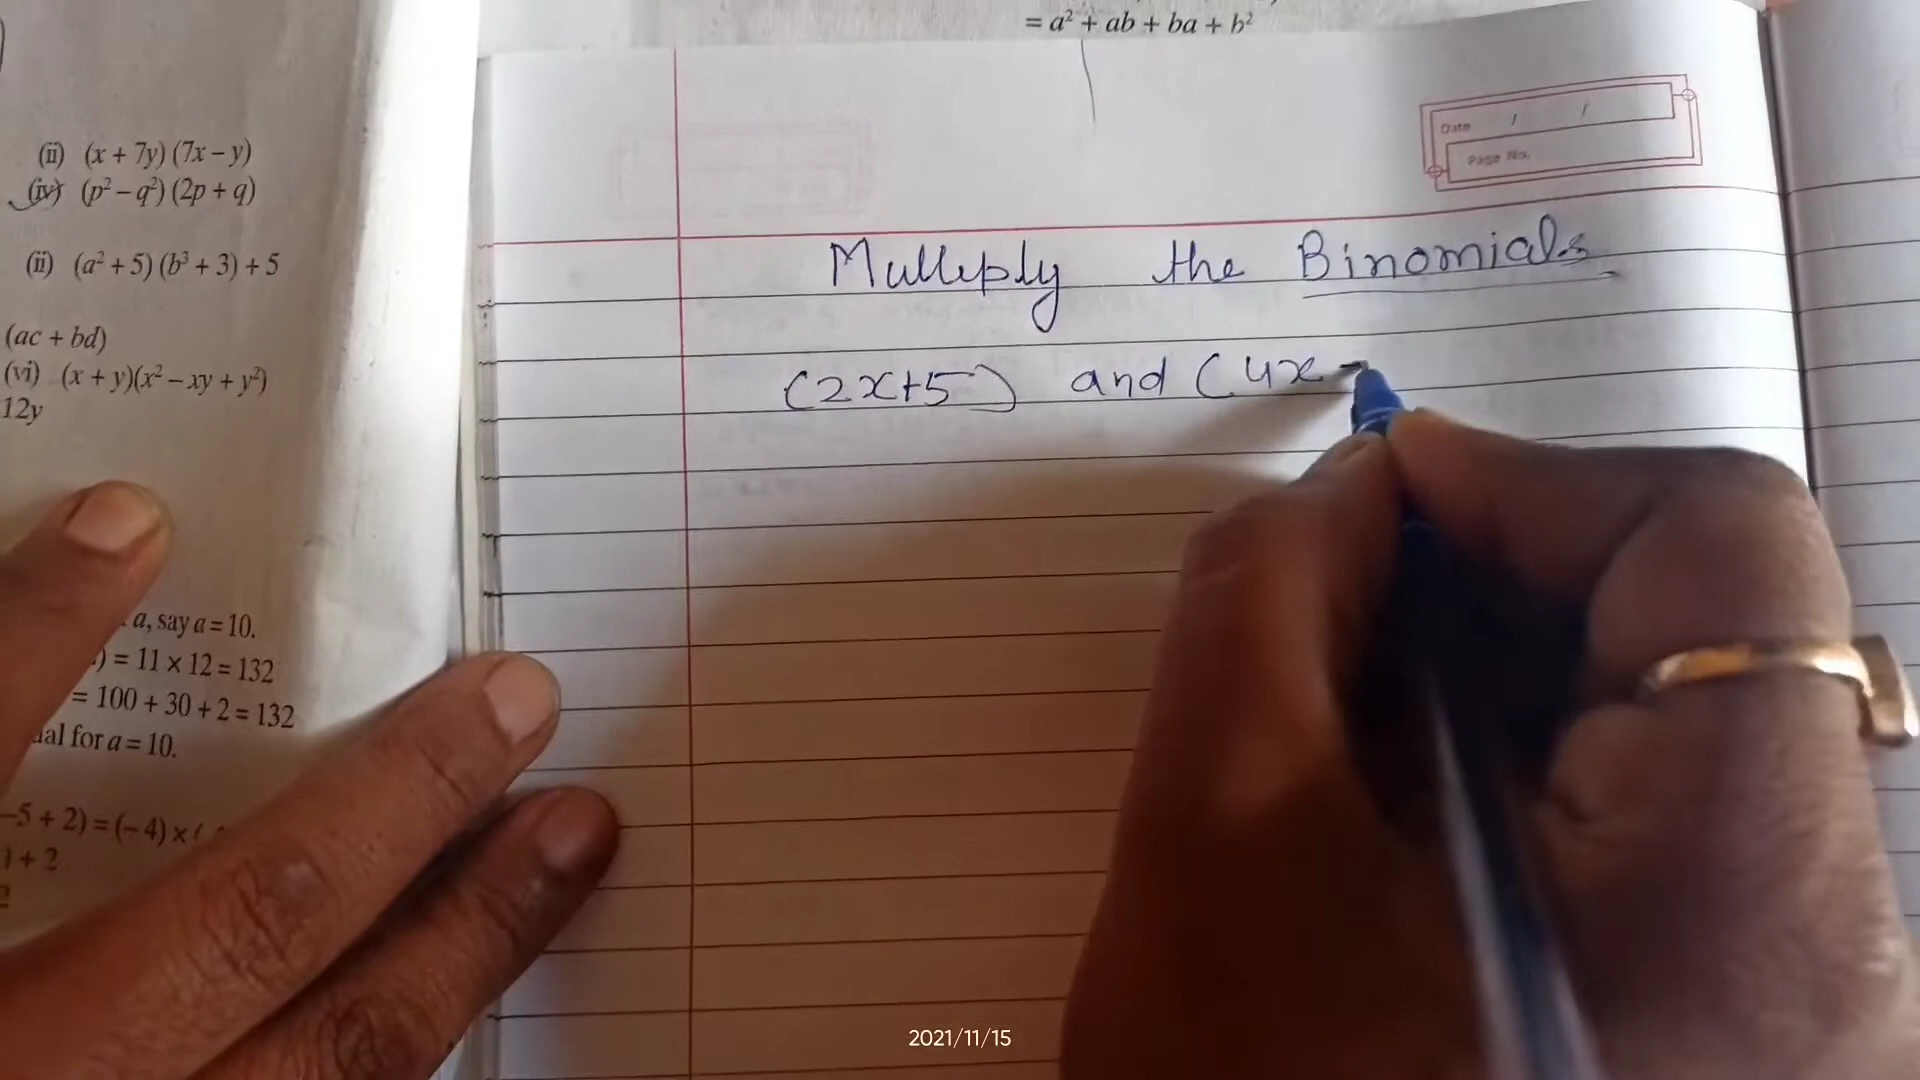 = a² + ab + ba + b²
(ii) (x + 7y) (7x – y)
(iv) (p² – q²) (2p + q)
(ii) (a² + 5) (b³ + 3) + 5
(ac + bd)
(vi) (x + y)(x² – xy + y²)
12y
a, say a = 10.
) = 11 × 12 = 132
= 100 + 30 + 2 = 132
for a = 10.
–5 + 2) = (– 4) × (
1 + 2
2
Date / /
Page No.
Multiply the Binomials
(2x+5) and (4x -
2021/11/15